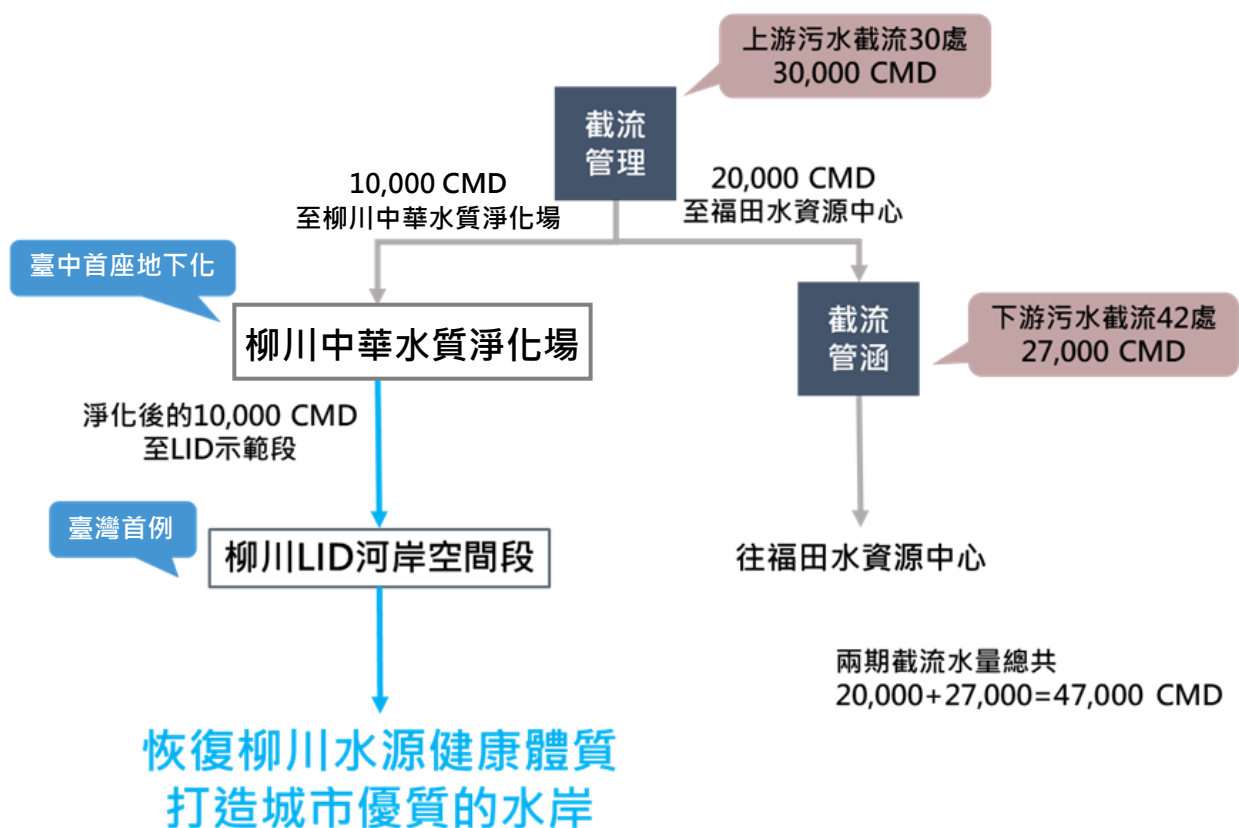 上游污水截流30處
30,000 CMD
截流
管理
10,000 CMD
至柳川中華水質淨化場
20,000 CMD
至福田水資源中心
臺中首座地下化
柳川中華水質淨化場
截流
管涵
下游污水截流42處
27,000 CMD
淨化後的10,000 CMD
至LID示範段
臺灣首例
柳川LID河岸空間段
往福田水資源中心
兩期截流水量總共
20,000+27,000=47,000 CMD
恢復柳川水源健康體質
打造城市優質的水岸